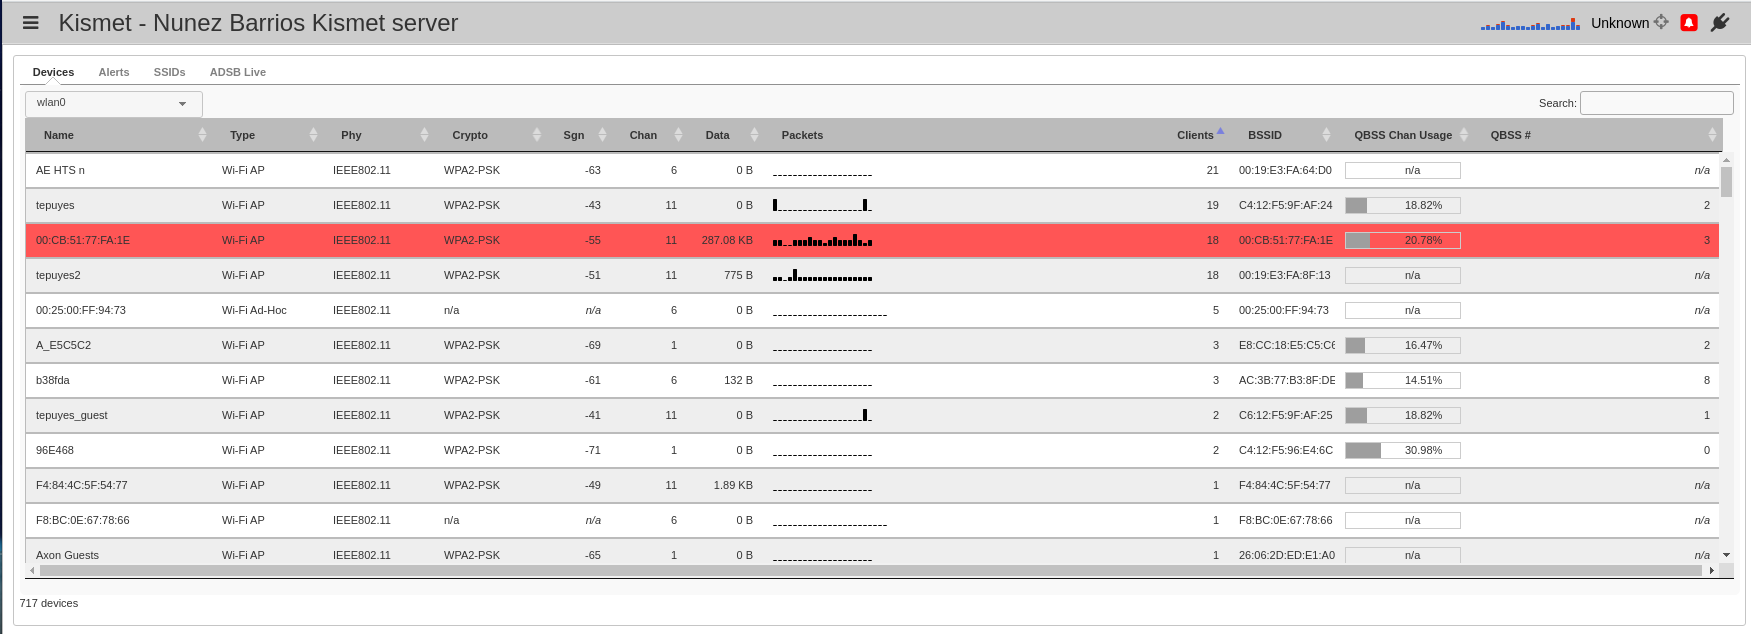 Kismet - Nunez Barrios Kismet server Unknown
Devices Alerts SSIDs ADSB Live
wlan0 Search:
Name Type Phy Crypto Sgn Chan Data Packets Clients BSSID QBSS Chan Usage QBSS #
AE HTS n Wi-Fi AP IEEE802.11 WPA2-PSK -63 6 0 B 21 00:19:E3:FA:64:D0 n/a n/a
tepuyes Wi-Fi AP IEEE802.11 WPA2-PSK -43 11 0 B 19 C4:12:F5:9F:AF:24 18.82% 2
00:CB:51:77:FA:1E Wi-Fi AP IEEE802.11 WPA2-PSK -55 11 287.08 KB 18 00:CB:51:77:FA:1E 20.78% 3
tepuyes2 Wi-Fi AP IEEE802.11 WPA2-PSK -51 11 775 B 18 00:19:E3:FA:8F:13 n/a n/a
00:25:00:FF:94:73 Wi-Fi Ad-Hoc IEEE802.11 n/a n/a 6 0 B 5 00:25:00:FF:94:73 n/a n/a
A_E5C5C2 Wi-Fi AP IEEE802.11 WPA2-PSK -69 1 0 B 3 E8:CC:18:E5:C5:C6 16.47% 2
b38fda Wi-Fi AP IEEE802.11 WPA2-PSK -61 6 132 B 3 AC:3B:77:B3:8F:DE 14.51% 8
tepuyes_guest Wi-Fi AP IEEE802.11 WPA2-PSK -41 11 0 B 2 C6:12:F5:9F:AF:25 18.82% 1
96E468 Wi-Fi AP IEEE802.11 WPA2-PSK -71 1 0 B 2 C4:12:F5:96:E4:6C 30.98% 0
F4:84:4C:5F:54:77 Wi-Fi AP IEEE802.11 WPA2-PSK -49 11 1.89 KB 1 F4:84:4C:5F:54:77 n/a n/a
F8:BC:0E:67:78:66 Wi-Fi AP IEEE802.11 n/a n/a 6 0 B 1 F8:BC:0E:67:78:66 n/a n/a
Axon Guests Wi-Fi AP IEEE802.11 WPA2-PSK -65 1 0 B 1 26:06:2D:ED:E1:A0 n/a n/a
717 devices